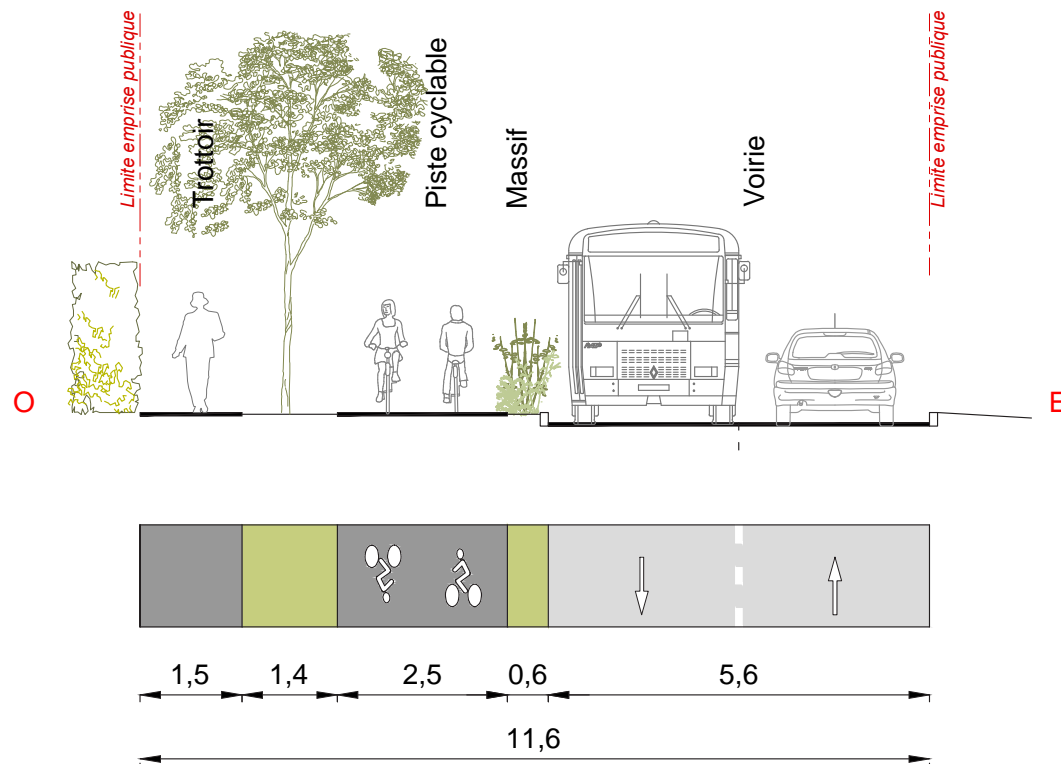 Limite emprise publique
Trottoir
Piste cyclable
Massif
Voirie
Limite emprise publique
O
E
1,5
1,4
2,5
0,6
5,6
11,6